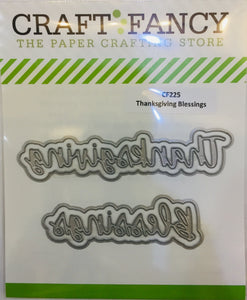 CRAFT FANCY
THE PAPER CRAFTING STORE
CF225
Thanksgiving Blessings
Thanksgiving
Blessings